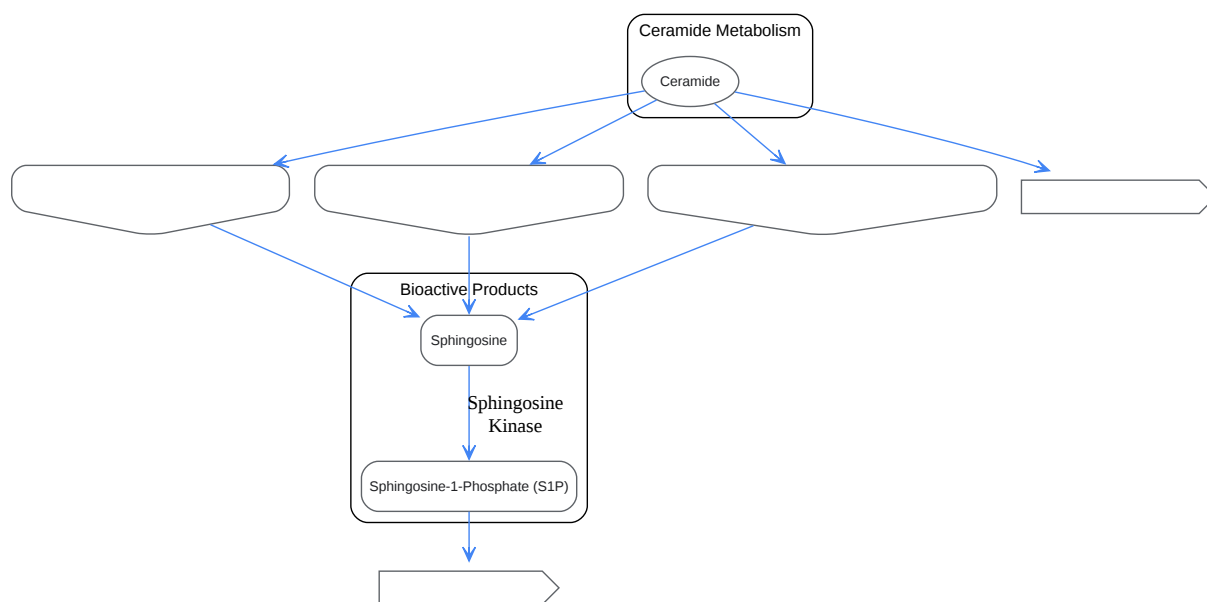 Ceramide Metabolism
Ceramide
Bioactive Products
Sphingosine
Sphingosine
Kinase
Sphingosine-1-Phosphate (S1P)